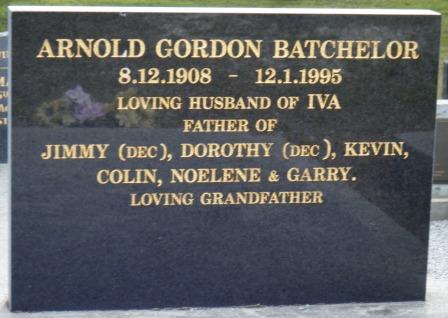 ARNOLD GORDON BATCHELOR
8.12.1908 - 12.1.1995
LOVING HUSBAND OF IVA
FATHER OF
JIMMY (DEC), DOROTHY (DEC), KEVIN,
COLIN, NOELENE & GARRY.
LOVING GRANDFATHER